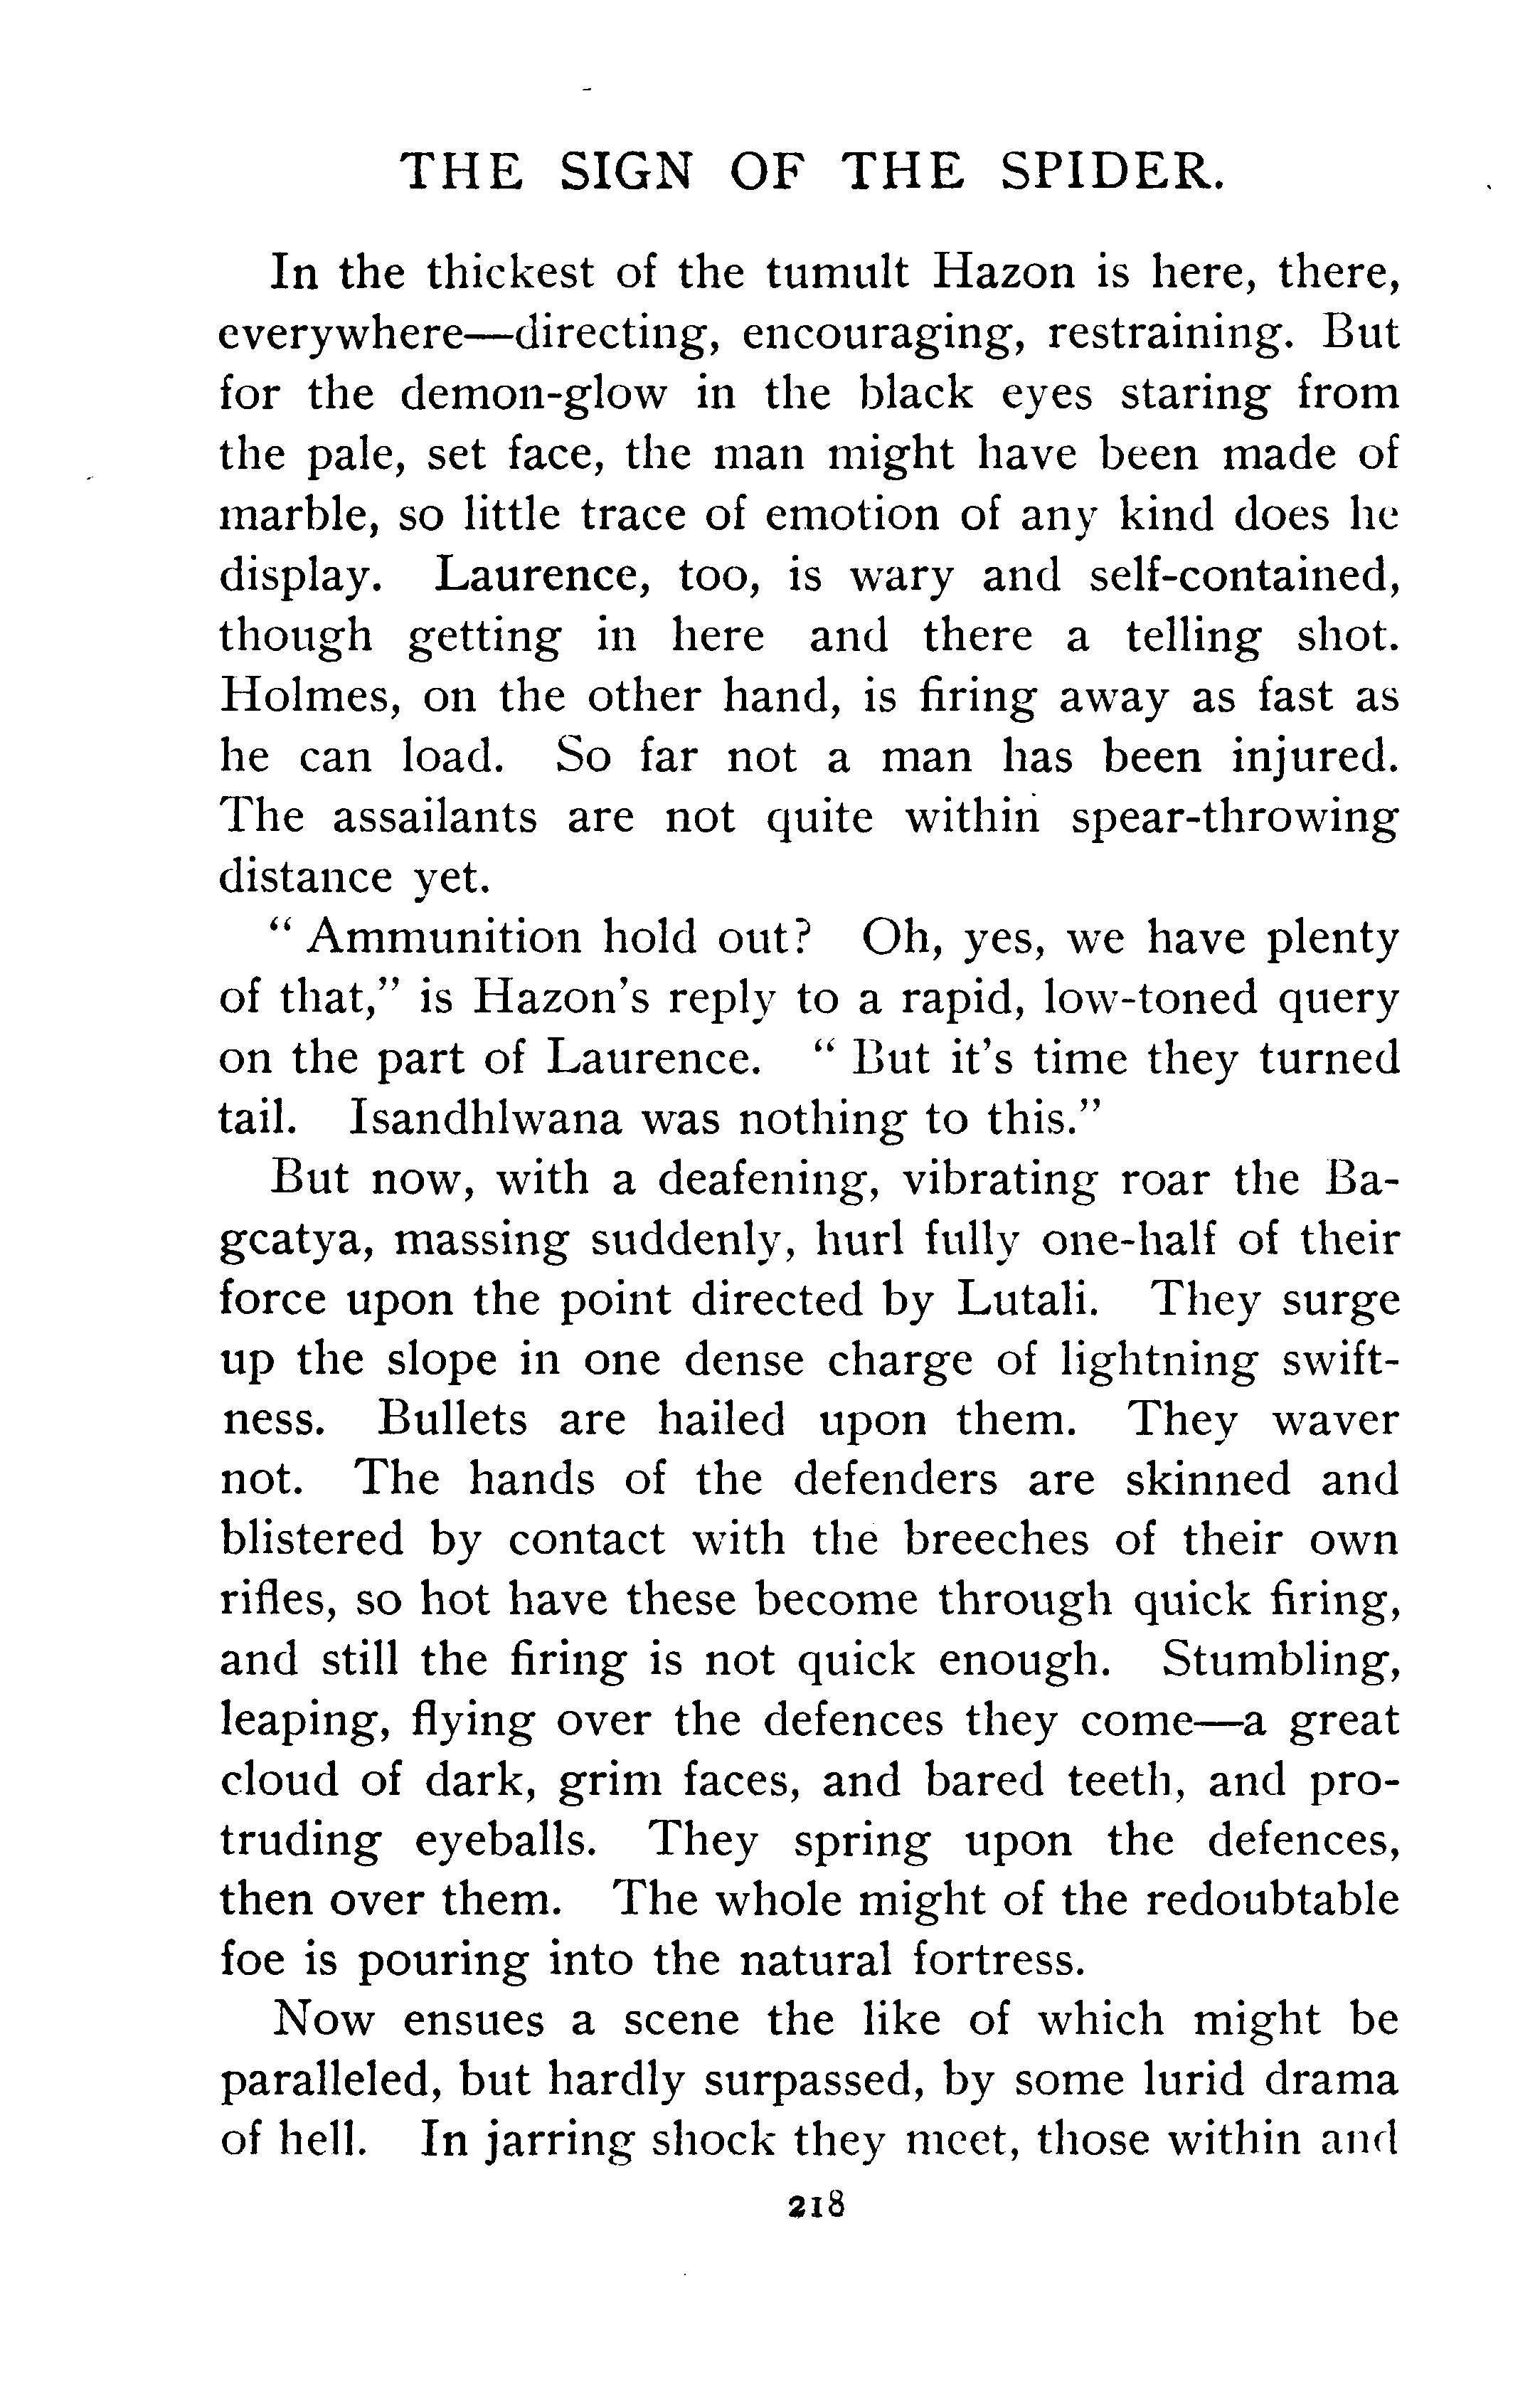 THE SIGN OF THE SPIDER.
In the thickest of the tumult Hazon is here, there,
everywhere—directing, encouraging, restraining. But
for the demon-glow in the black eyes staring from
the pale, set face, the man might have been made of
marble, so little trace of emotion of any kind does he
display. Laurence, too, is wary and self-contained,
though getting in here and there a telling shot.
Holmes, on the other hand, is firing away as fast as
he can load. So far not a man has been injured.
The assailants are not quite within spear-throwing
distance yet.
“ Ammunition hold out? Oh, yes, we have plenty
of that,” is Hazon’s reply to a rapid, low-toned query
on the part of Laurence. “ But it’s time they turned
tail. Isandhlwana was nothing to this.”
But now, with a deafening, vibrating roar the Ba-
gcatya, massing suddenly, hurl fully one-half of their
force upon the point directed by Lutali. They surge
up the slope in one dense charge of lightning swift-
ness. Bullets are hailed upon them. They waver
not. The hands of the defenders are skinned and
blistered by contact with the breeches of their own
rifles, so hot have these become through quick firing,
and still the firing is not quick enough. Stumbling,
leaping, flying over the defences they come—a great
cloud of dark, grim faces, and bared teeth, and pro-
truding eyeballs. They spring upon the defences,
then over them. The whole might of the redoubtable
foe is pouring into the natural fortress.
Now ensues a scene the like of which might be
paralleled, but hardly surpassed, by some lurid drama
of hell. In jarring shock they meet, those within and
218